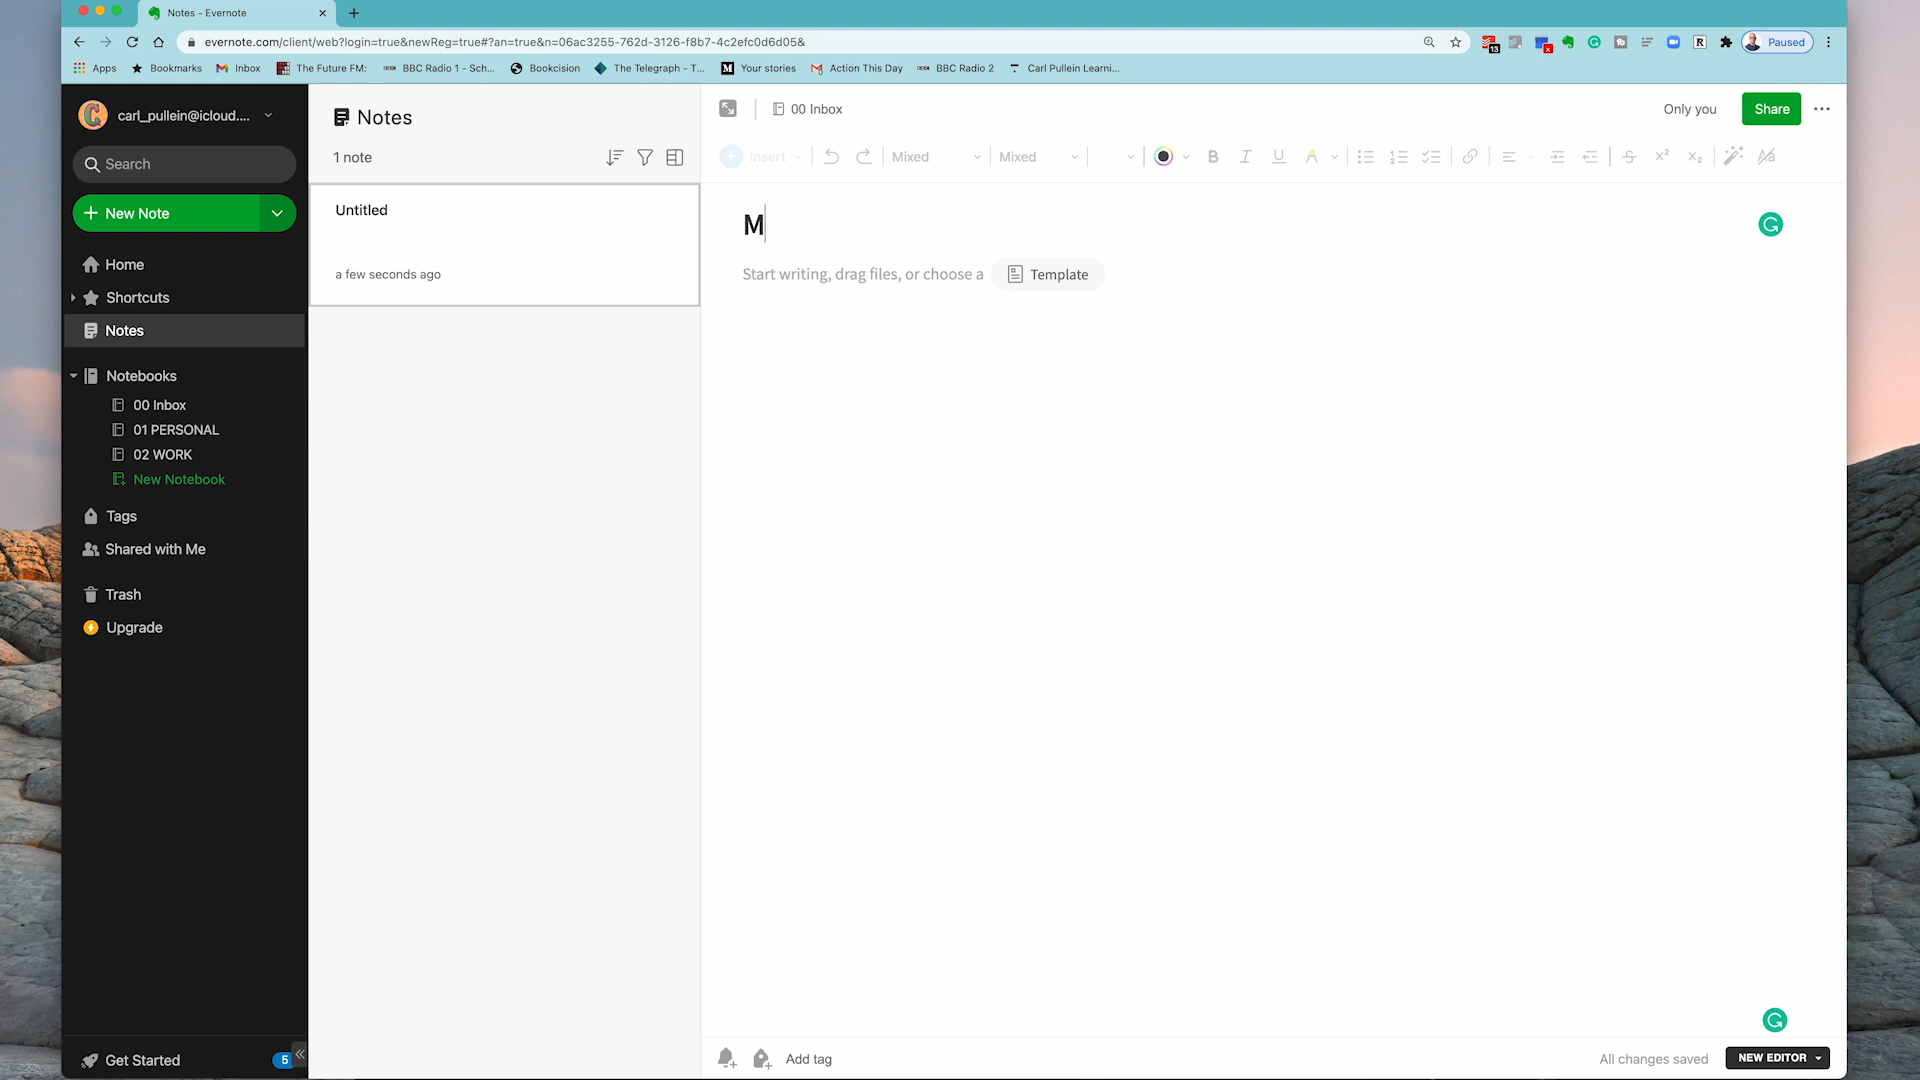 Notes - Evernote
evernote.com/client/web?login=true&newReg=true#?an=true&n=06ac3255-762d-3126-f8b7-4c2efc0d6d05&
13
Paused
Apps
Bookmarks
Inbox
The Future FM:
BBC Radio 1 - Sch...
Bookcision
The Telegraph - T...
Your stories
Action This Day
BBC Radio 2
Carl Pullein Learni...
carl_pullein@icloud....
Search
New Note
Home
Shortcuts
Notes
Notebooks
00 Inbox
01 PERSONAL
02 WORK
New Notebook
Tags
Shared with Me
Trash
Upgrade
Get Started
5
Notes
1 note
Untitled
a few seconds ago
00 Inbox
Only you
Share
Insert
Mixed
Mixed
M
Start writing, drag files, or choose a
Template
Add tag
All changes saved
NEW EDITOR